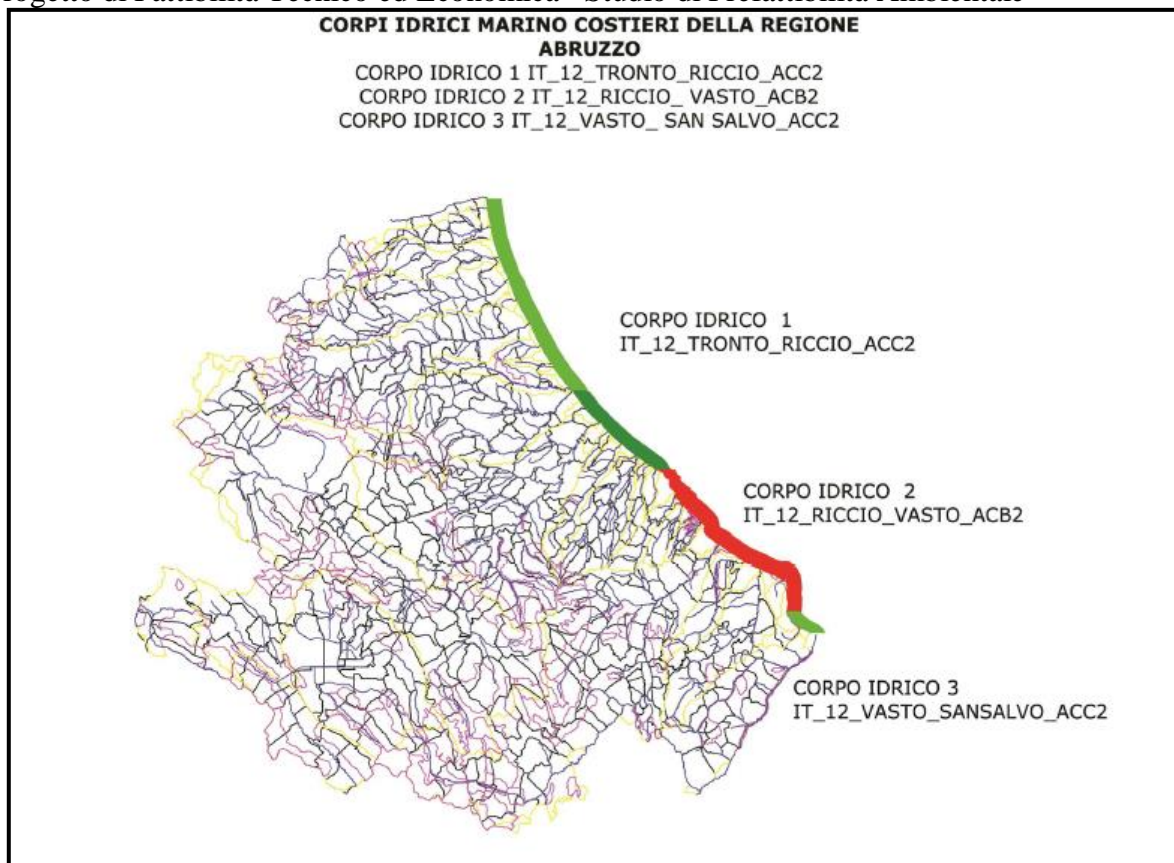 CORPI IDRICI MARINO COSTIERI DELLA REGIONE
ABRUZZO
CORPO IDRICO 1 IT_12_TRONTO_RICCIO_ACC2
CORPO IDRICO 2 IT_12_RICCIO_ VASTO_ACB2
CORPO IDRICO 3 IT_12_VASTO_ SAN SALVO_ACC2
CORPO IDRICO 1
IT_12_TRONTO_RICCIO_ACC2
CORPO IDRICO 2
IT_12_RICCIO_VASTO_ACB2
CORPO IDRICO 3
IT_12_VASTO_SANSALVO_ACC2